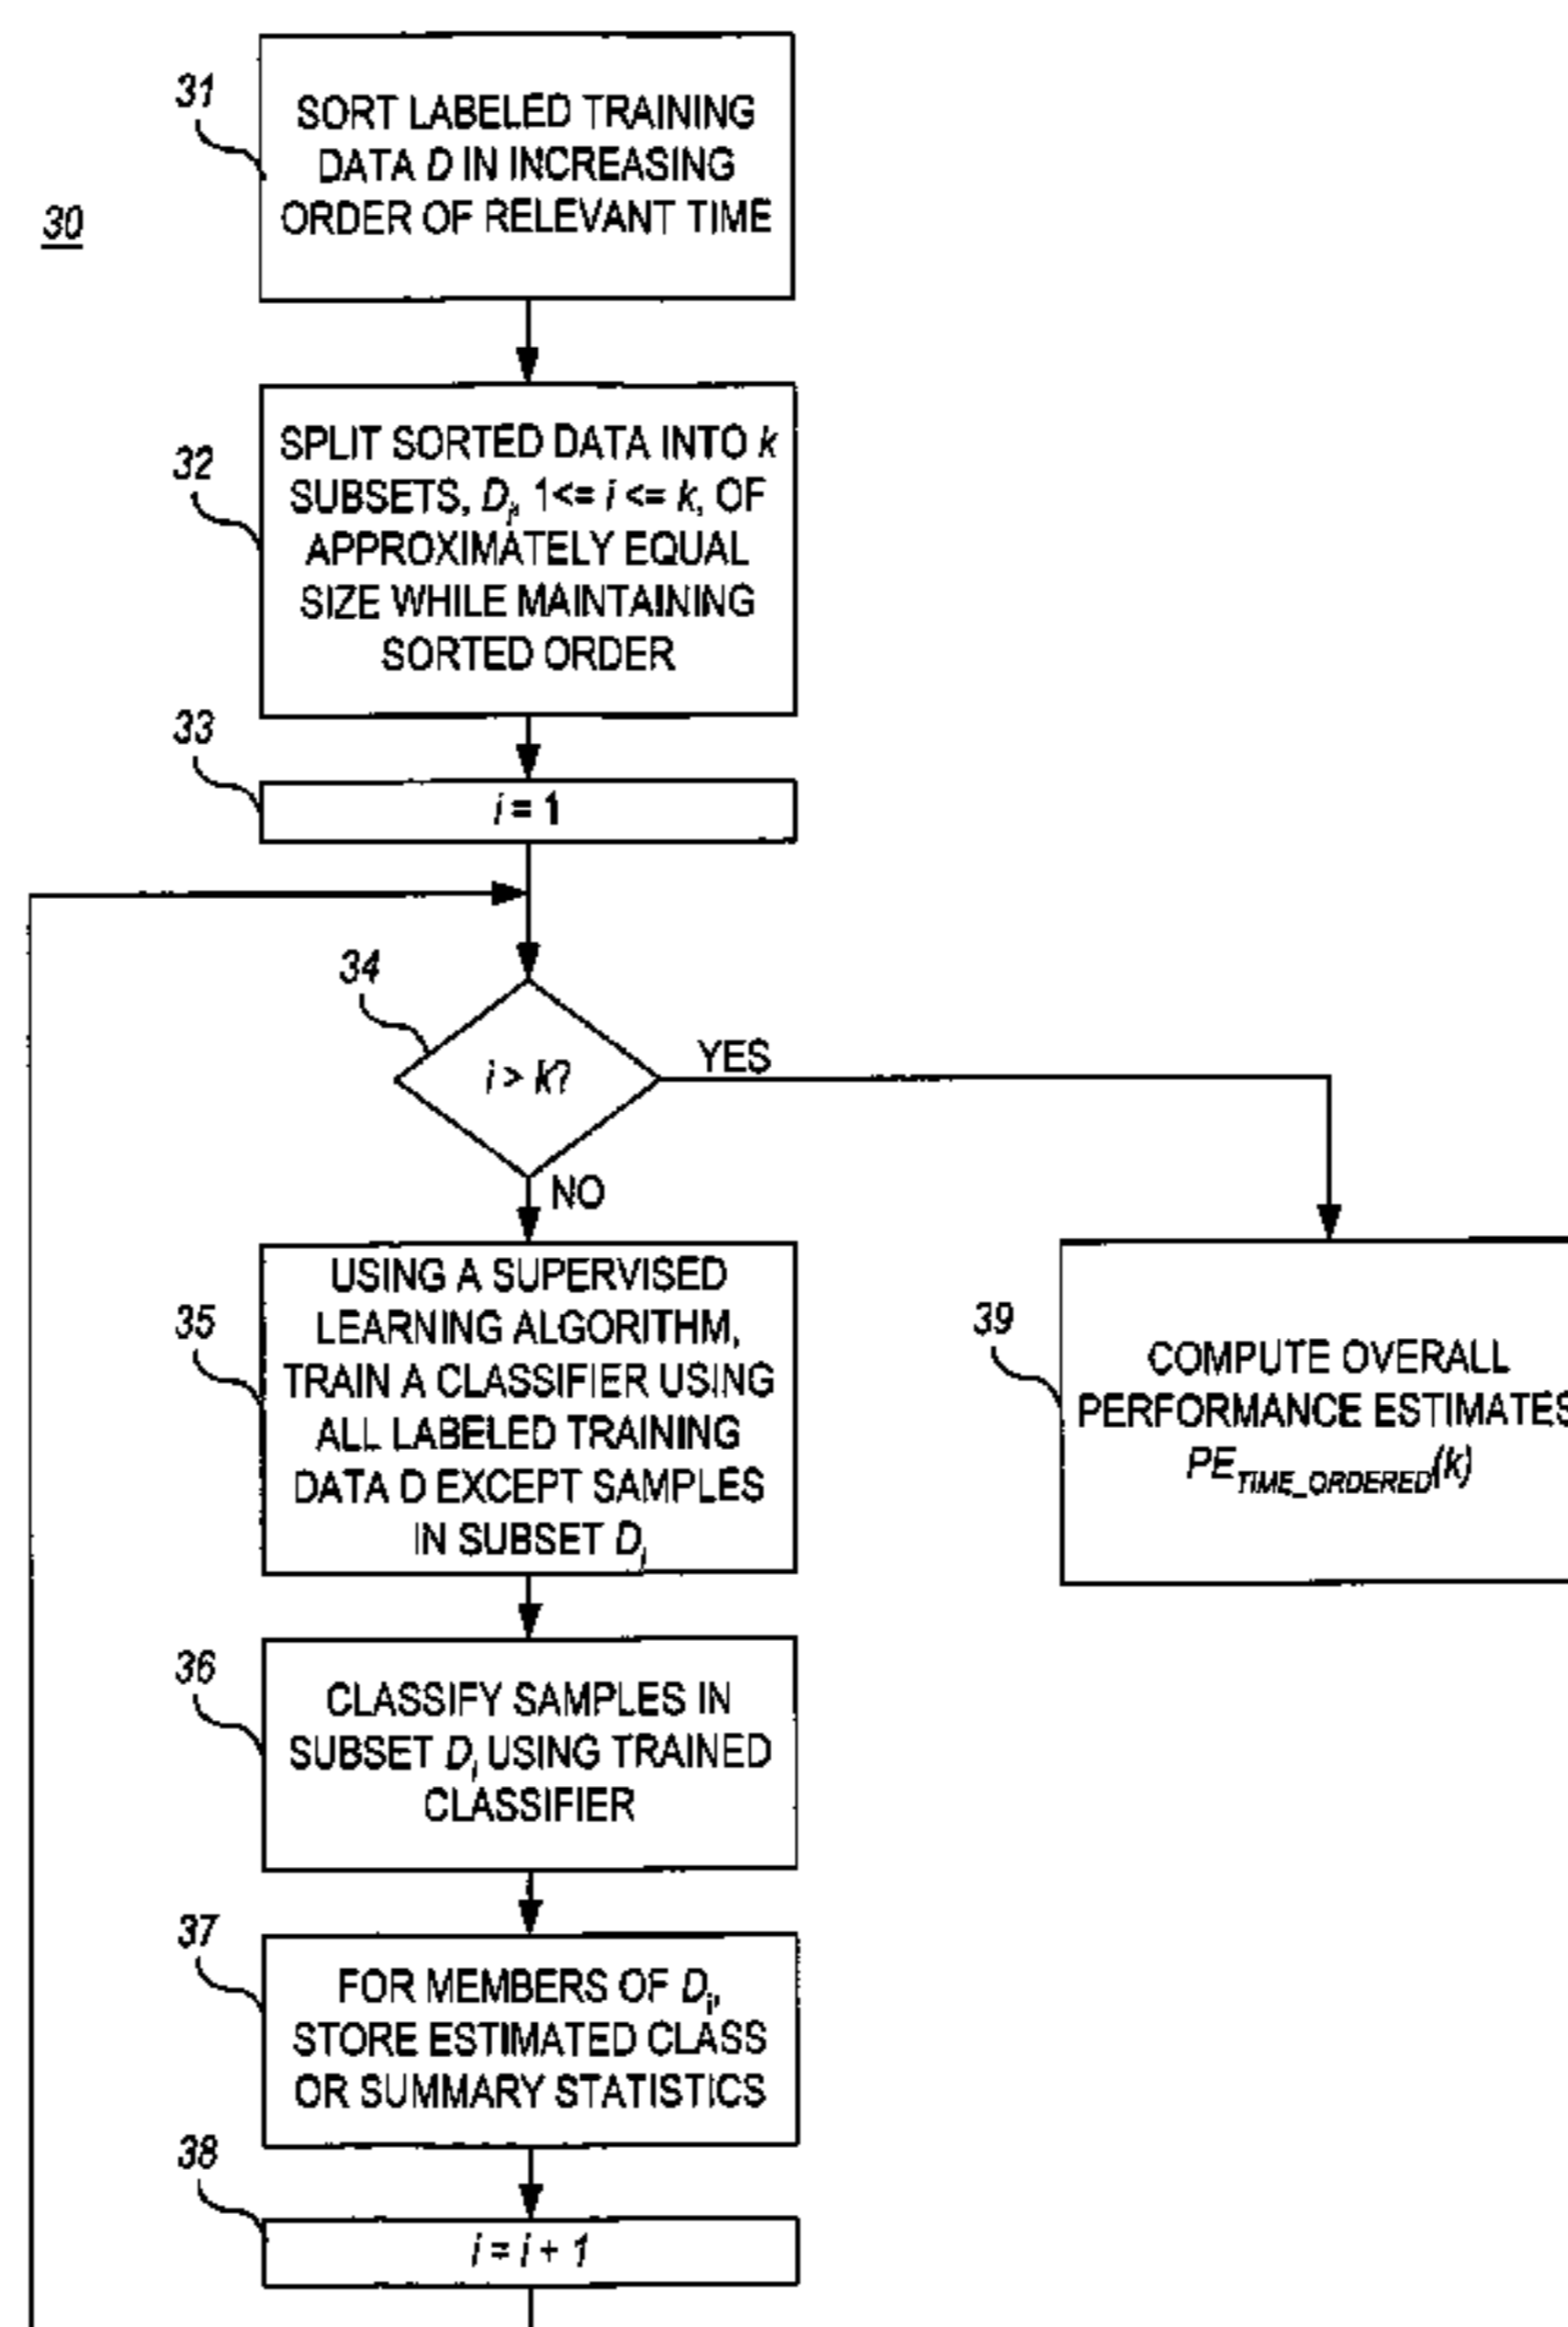 30
31
SORT LABELED TRAINING
DATA D IN INCREASING
ORDER OF RELEVANT TIME
32
SPLIT SORTED DATA INTO k
SUBSETS, Di, 1<= i <= k, OF
APPROXIMATELY EQUAL
SIZE WHILE MAINTAINING
SORTED ORDER
33
i = 1
34
i > k?
YES
NO
35
USING A SUPERVISED
LEARNING ALGORITHM,
TRAIN A CLASSIFIER USING
ALL LABELED TRAINING
DATA D EXCEPT SAMPLES
IN SUBSET Di
36
CLASSIFY SAMPLES IN
SUBSET Di USING TRAINED
CLASSIFIER
37
FOR MEMBERS OF Di,
STORE ESTIMATED CLASS
OR SUMMARY STATISTICS
38
i = i + 1
39
COMPUTE OVERALL
PERFORMANCE ESTIMATES
PETIME_ORDERED(k)